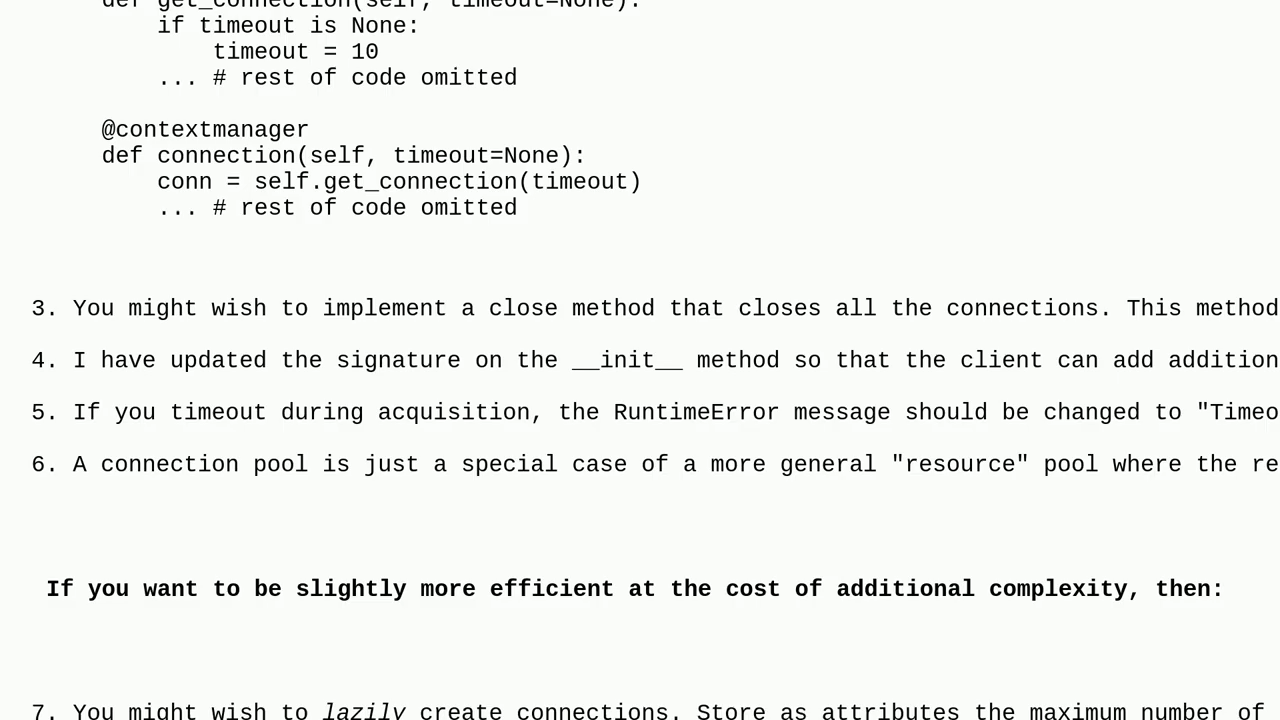 def get_connection(self, timeout=None):
if timeout is None:
timeout = 10
... # rest of code omitted
@contextmanager
def connection(self, timeout=None):
conn = self.get_connection(timeout)
... # rest of code omitted
3. You might wish to implement a close method that closes all the connections. This method
4. I have updated the signature on the __init__ method so that the client can add addition
5. If you timeout during acquisition, the RuntimeError message should be changed to "Timeo
6. A connection pool is just a special case of a more general "resource" pool where the re
If you want to be slightly more efficient at the cost of additional complexity, then:
7. You might wish to lazily create connections. Store as attributes the maximum number of